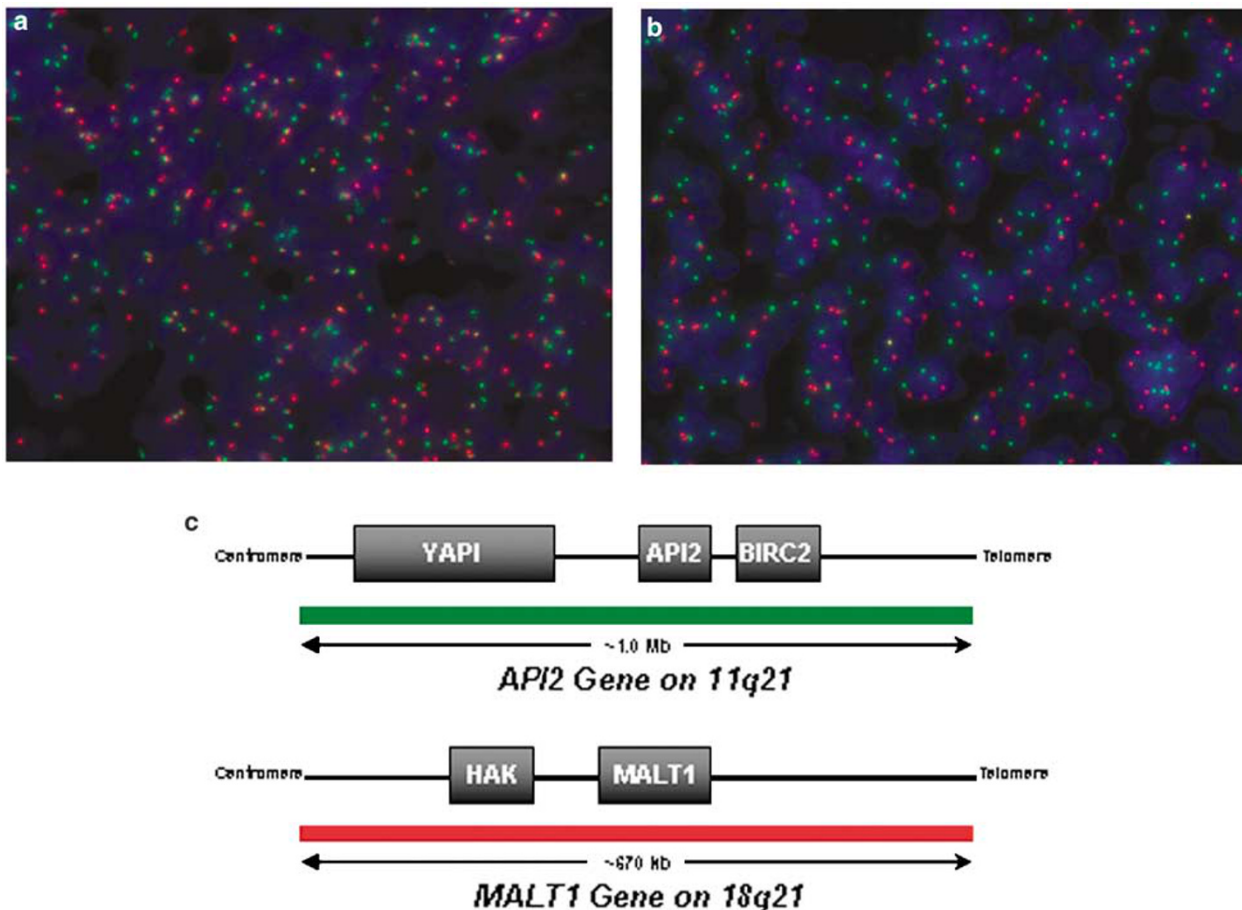 a
b
c
Centromere YAPI API2 BIRC2 Telomere
~1.0 Mb
API2 Gene on 11q21
Centromere HAK MALT1 Telomere
~670 Kb
MALT1 Gene on 18q21